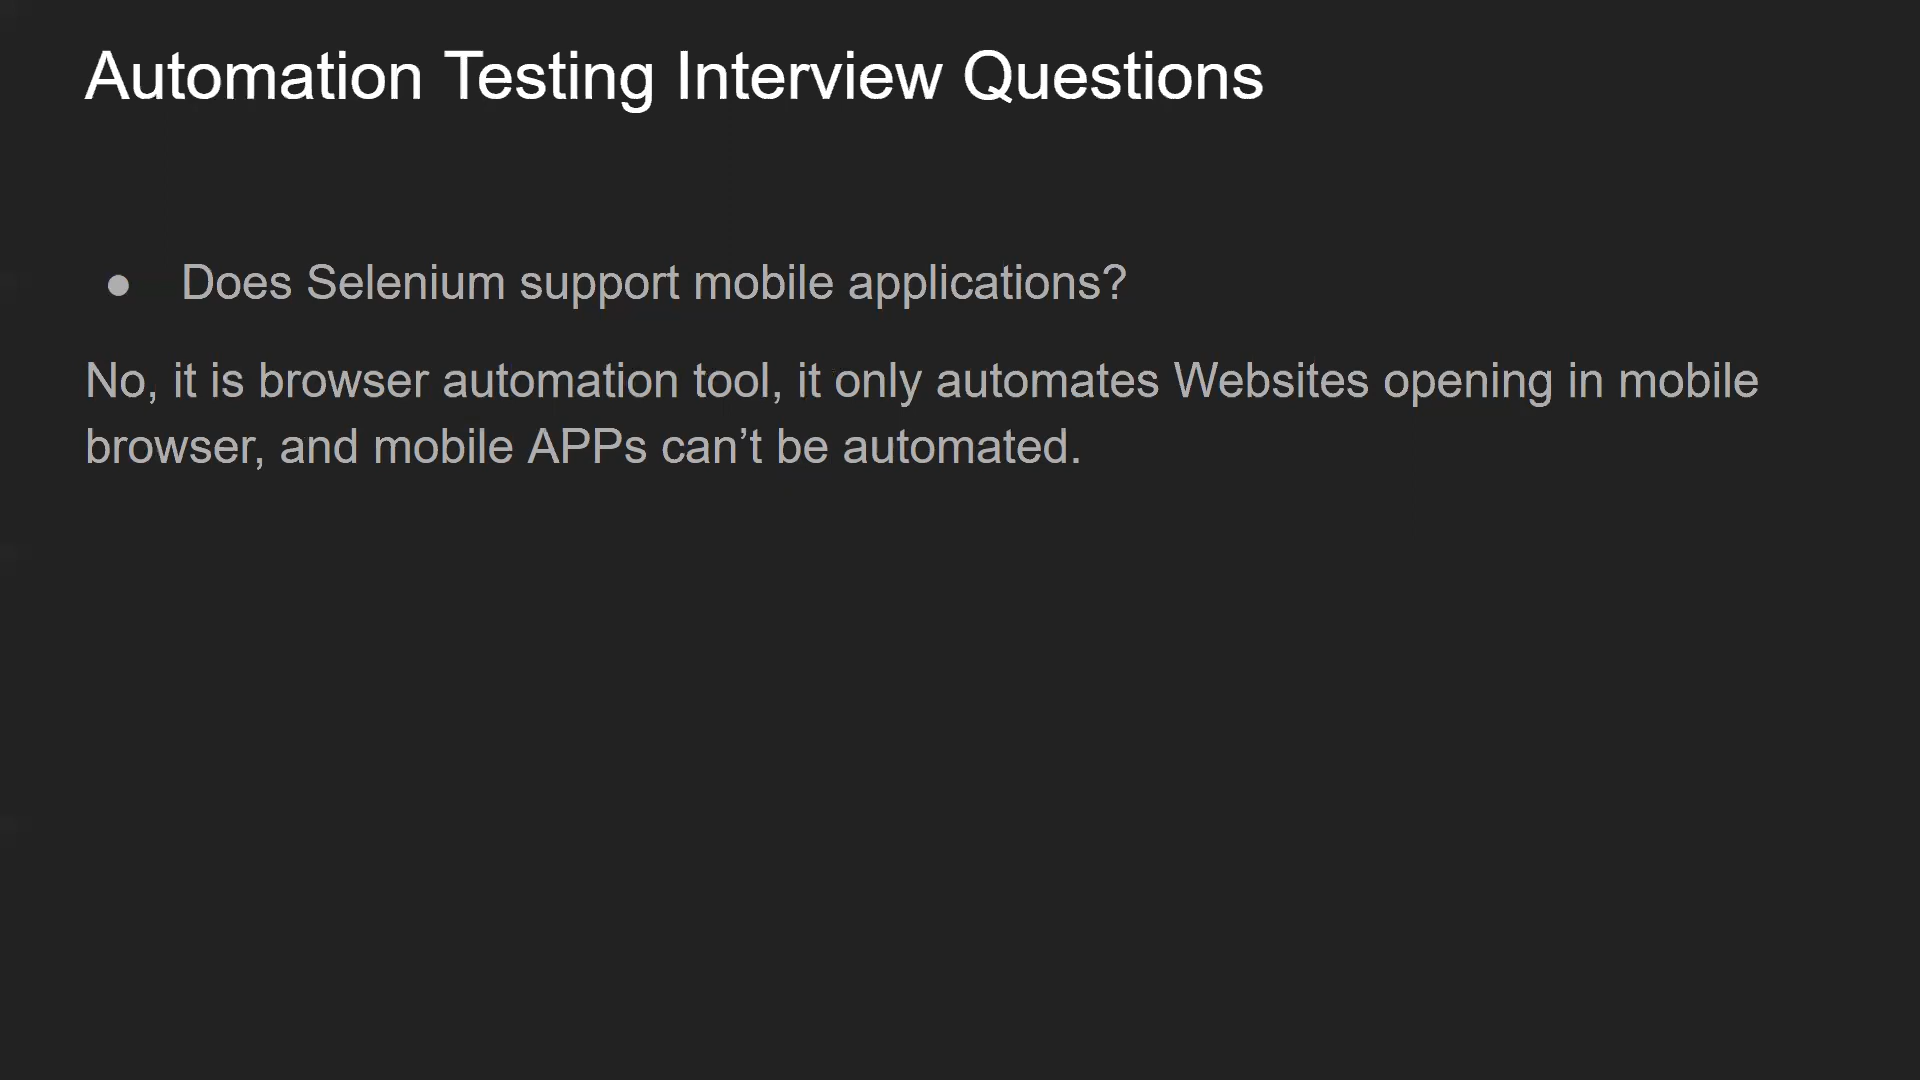 Automation Testing Interview Questions
● Does Selenium support mobile applications?
No, it is browser automation tool, it only automates Websites opening in mobile
browser, and mobile APPs can’t be automated.